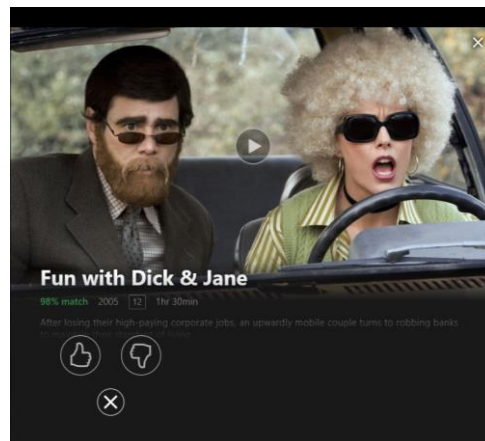 Fun with Dick & Jane
98% match 2005 12 1hr 30min
After losing their high-paying corporate jobs, an upwardly mobile couple turns to robbing banks
to